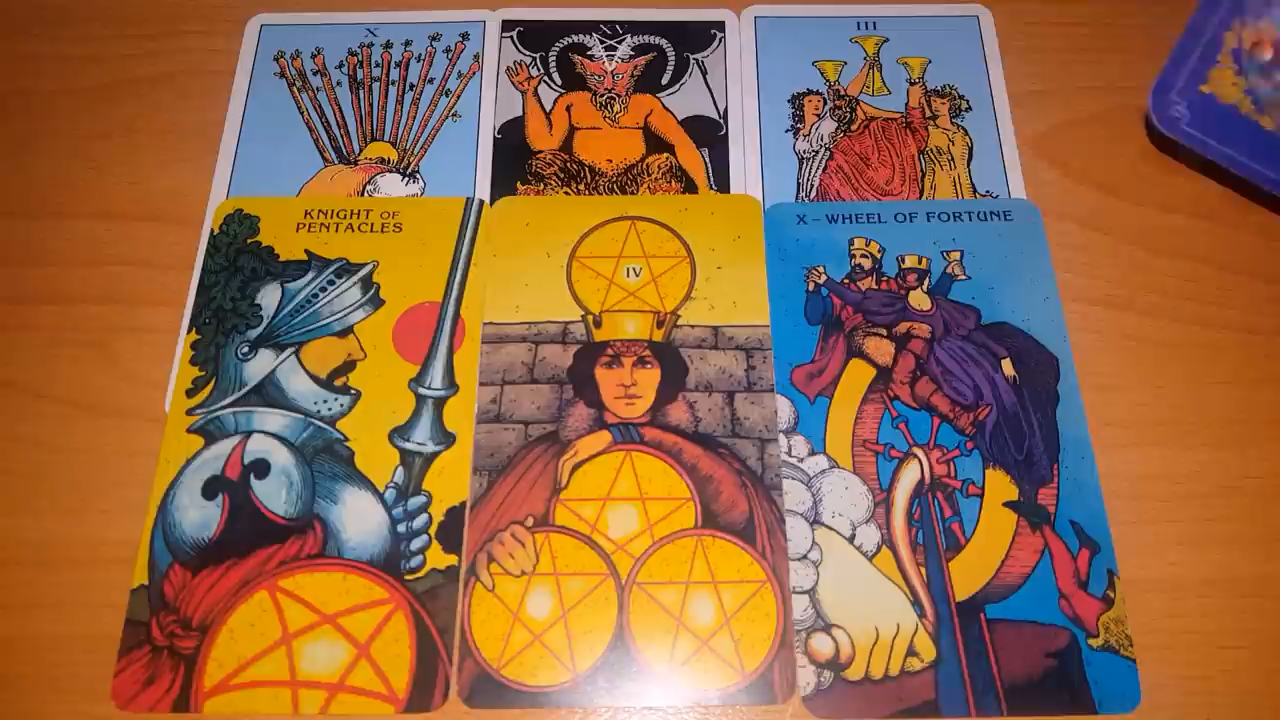 X
XV
III
KNIGHT OF
PENTACLES
IV
X - WHEEL OF FORTUNE